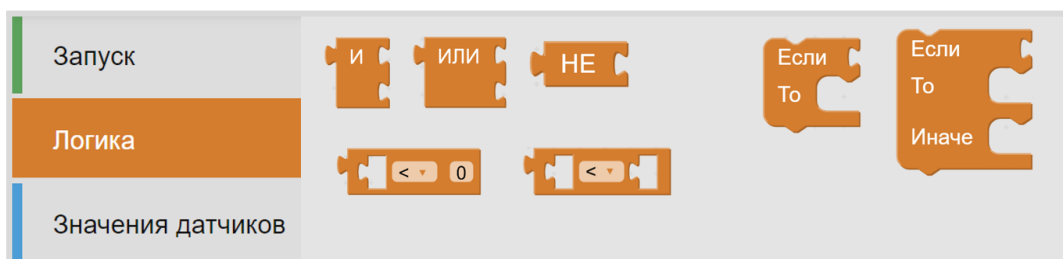 Запуск
Логика
Значения датчиков
И
ИЛИ
НЕ
< 0
<
Если
То
Если
То
Иначе